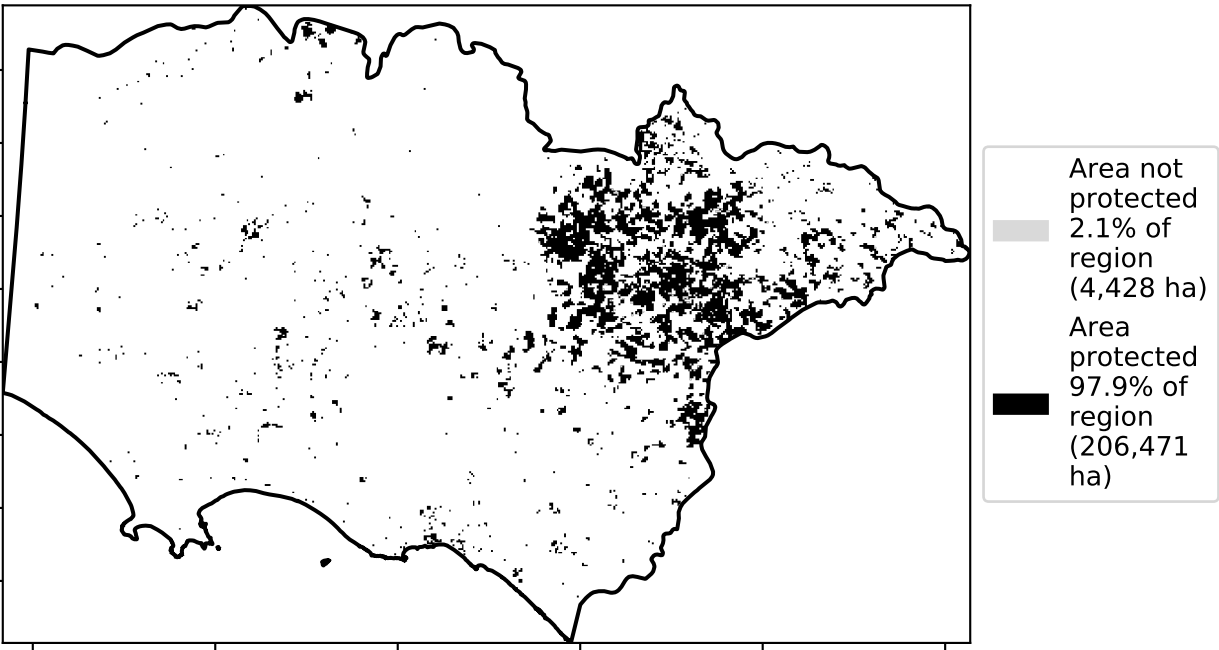 Area not
protected
2.1% of
region
(4,428 ha)
Area
protected
97.9% of
region
(206,471
ha)